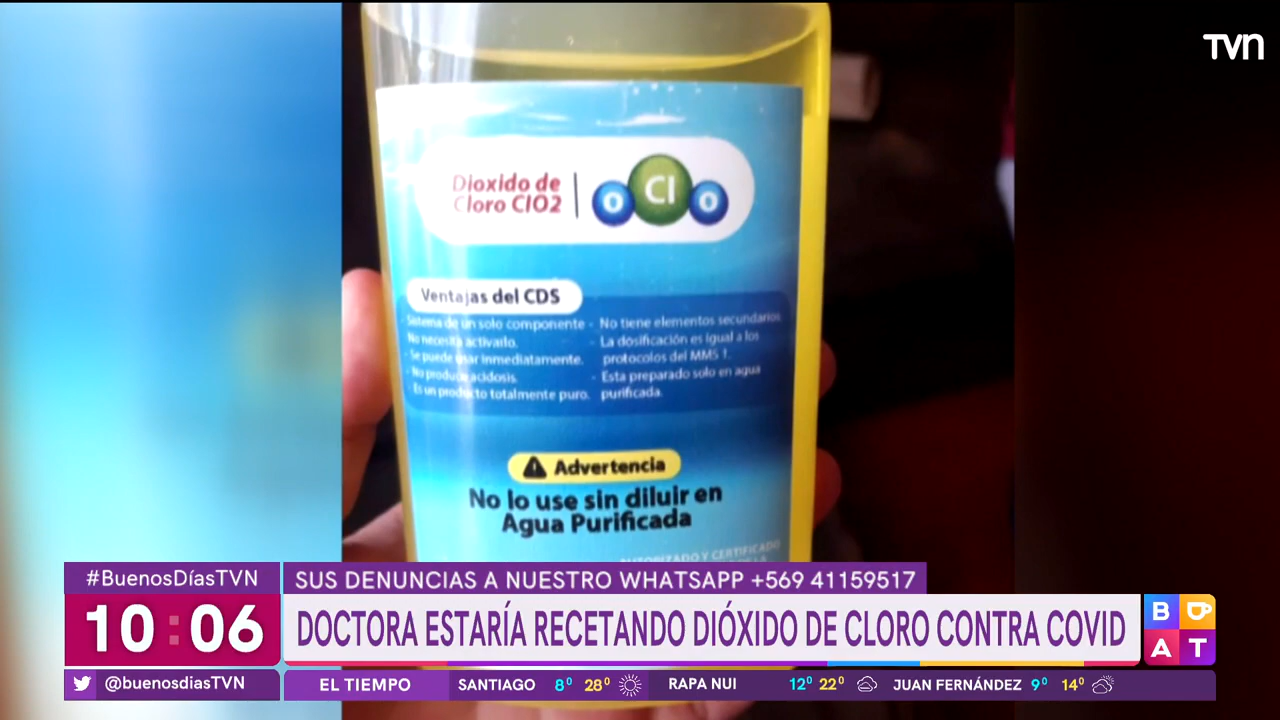 TVN
Dioxido de
Cloro ClO2
O Cl O
Ventajas del CDS
Sistema de un solo componente
No necesita activarlo.
- Se puede usar inmediatamente.
- No produce acidosis.
Es un producto totalmente puro.
- No tiene elementos secundarios
- La dosificación es igual a los
protocolos del MMS 1.
- Esta preparado solo en agua
purificada.
Advertencia
No lo use sin diluir en
Agua Purificada
AUTORIZADO Y CERTIFICADO
#BuenosDíasTVN
SUS DENUNCIAS A NUESTRO WHATSAPP +569 41159517
10:06
DOCTORA ESTARÍA RECETANDO DIÓXIDO DE CLORO CONTRA COVID
B
A T
@buenosdiasTVN
EL TIEMPO
SANTIAGO 8° 28°
RAPA NUI 12° 22°
JUAN FERNÁNDEZ 9° 14°